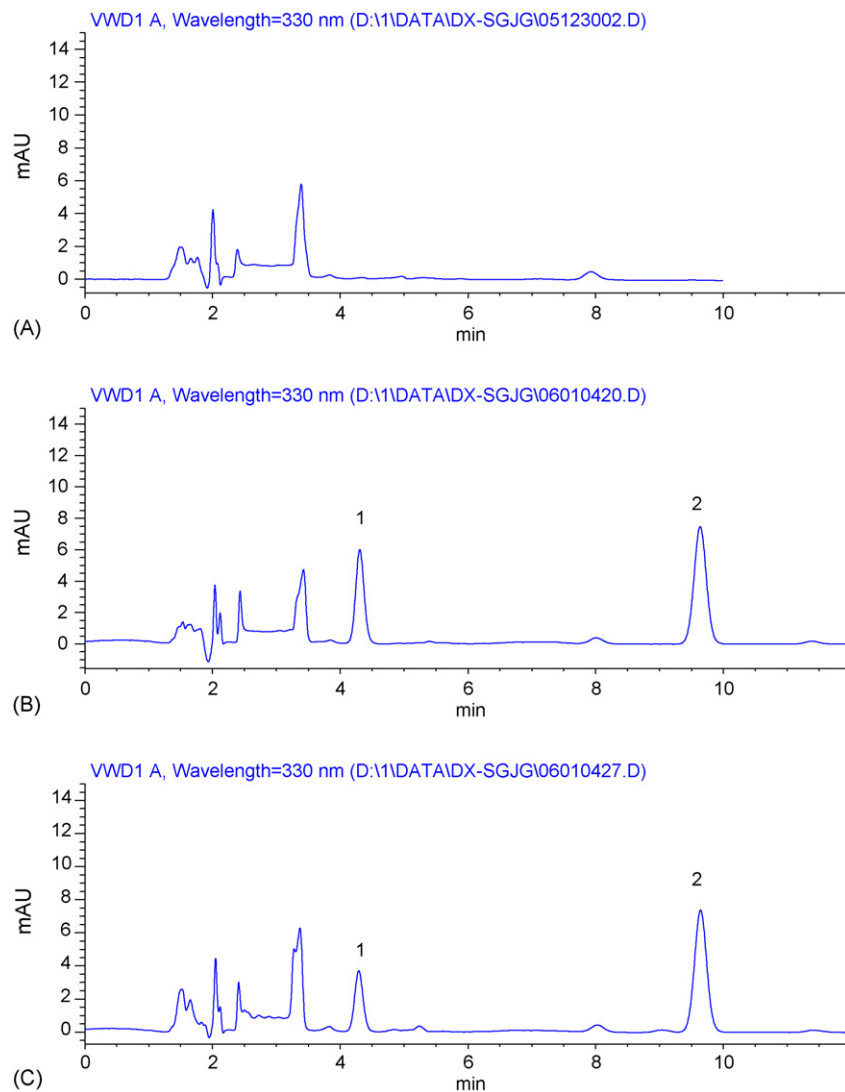 VWD1 A, Wavelength=330 nm (D:\1\DATA\DX-SGJG\05123002.D)
14
12
10
8
6
4
2
0
mAU
0 2 4 6 8 10
min
(A)
VWD1 A, Wavelength=330 nm (D:\1\DATA\DX-SGJG\06010420.D)
14
12
10
8
6
4
2
0
mAU
1
2
0 2 4 6 8 10
min
(B)
VWD1 A, Wavelength=330 nm (D:\1\DATA\DX-SGJG\06010427.D)
14
12
10
8
6
4
2
0
mAU
1
2
0 2 4 6 8 10
min
(C)